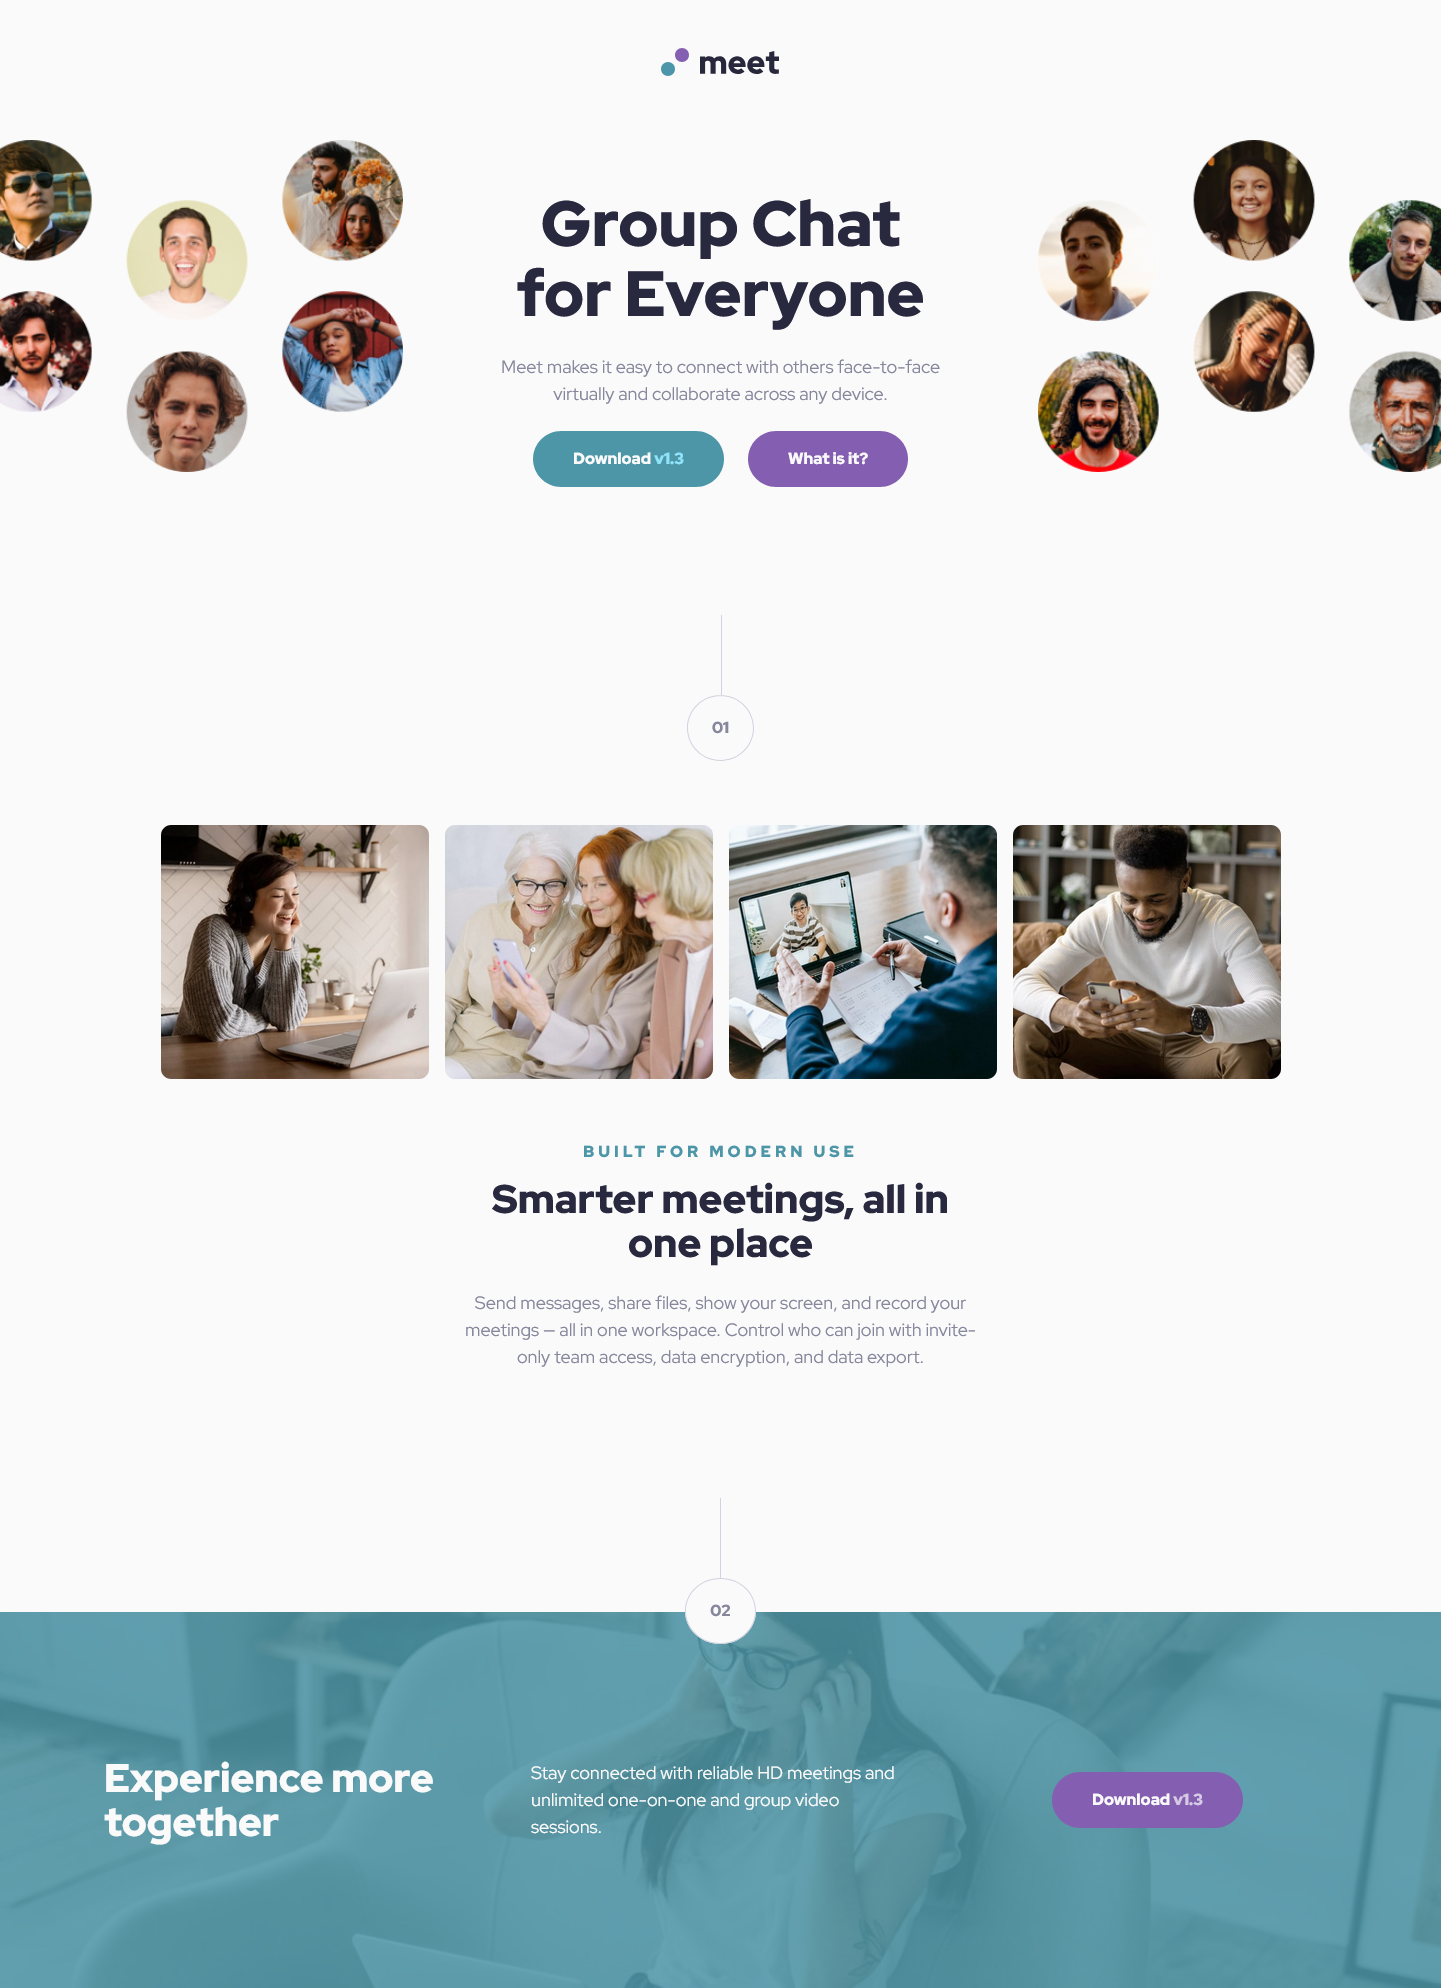 meet
Group Chat
for Everyone
Meet makes it easy to connect with others face-to-face
virtually and collaborate across any device.
Download v1.3
What is it?
01
BUILT FOR MODERN USE
Smarter meetings, all in
one place
Send messages, share files, show your screen, and record your
meetings — all in one workspace. Control who can join with invite-
only team access, data encryption, and data export.
02
Experience more
together
Stay connected with reliable HD meetings and
unlimited one-on-one and group video
sessions.
Download v1.3